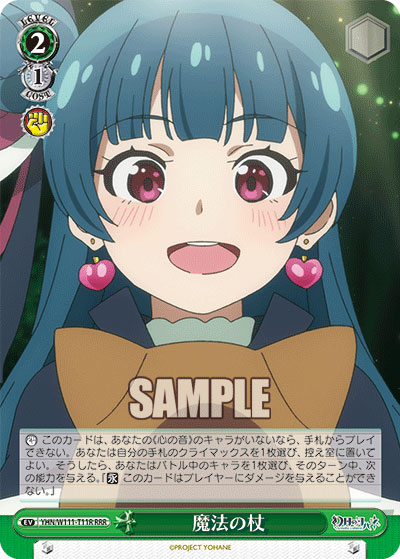 LEVEL
2
1
COST
SAMPLE
このカードは、あなたの《心の音》のキャラがいないなら、手札からプレイ
できない。あなたは自分の手札のクライマックスを1枚選び、控え室に置いて
よい。そうしたら、あなたはバトル中のキャラを1枚選び、そのターン中、次
の能力を与える。『永 このカードはプレイヤーにダメージを与えることができ
ない。』
EV YHN/W111-T11R RRR
魔法の杖
幻日のヨハネ
©PROJECT YOHANE